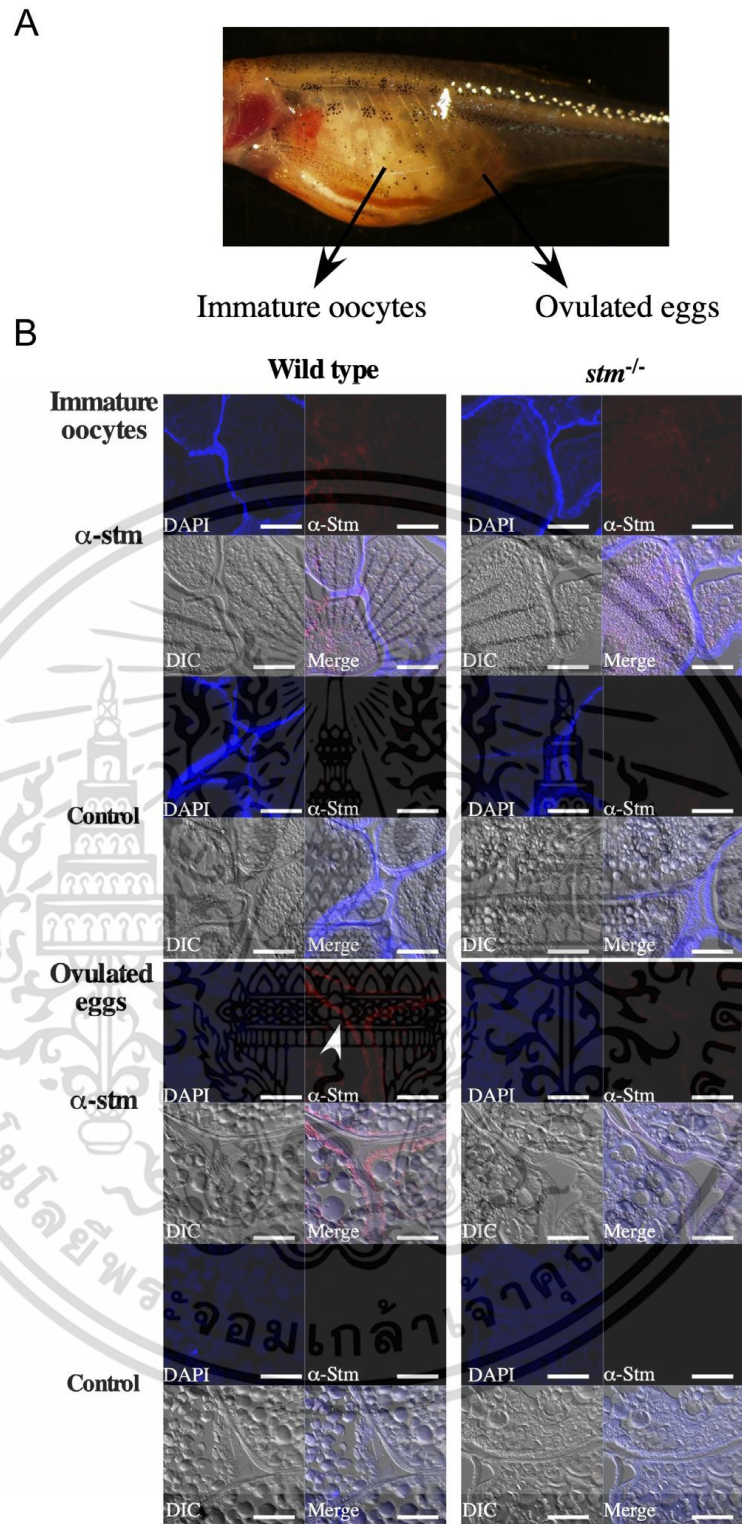 A
Immature oocytes Ovulated eggs
B
Wild type stm-/-
Immature
oocytes
DAPI α-Stm DAPI α-Stm
α-stm
DIC Merge DIC Merge
DAPI α-Stm DAPI α-Stm
Control
DIC Merge DIC Merge
Ovulated
eggs
DAPI α-Stm DAPI α-Stm
α-stm
DIC Merge DIC Merge
DAPI α-Stm DAPI α-Stm
Control
DIC Merge DIC Merge